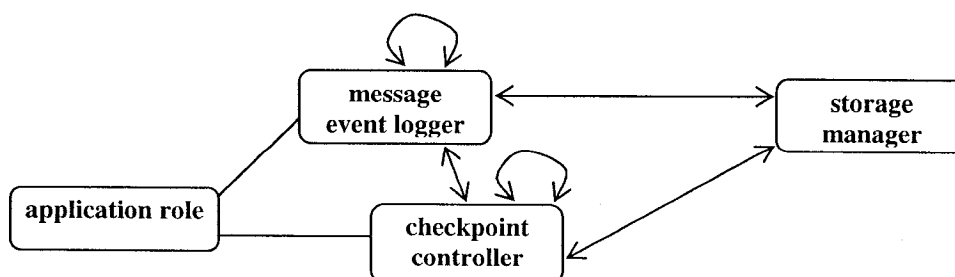 message
event logger
storage
manager
application role
checkpoint
controller